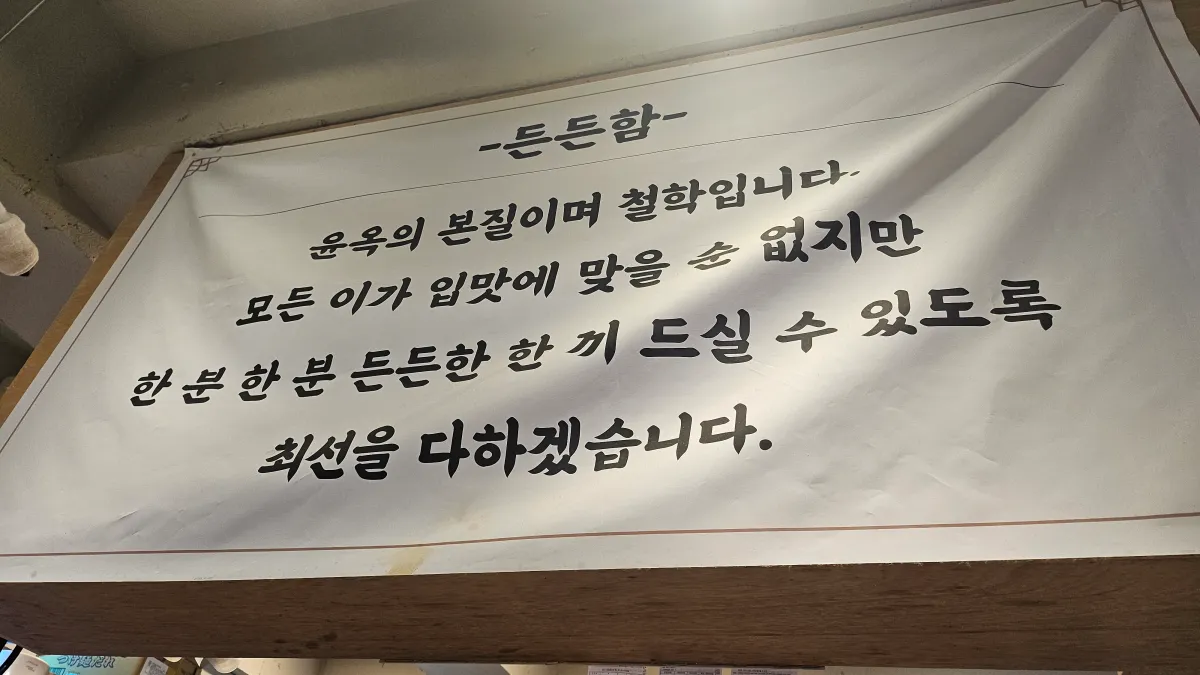 -든든함-
윤옥의 본질이며 철학입니다.
모든 이가 입맛에 맞을 순 없지만
한 분 한 분 든든한 한 끼 드실 수 있도록
최선을 다하겠습니다.